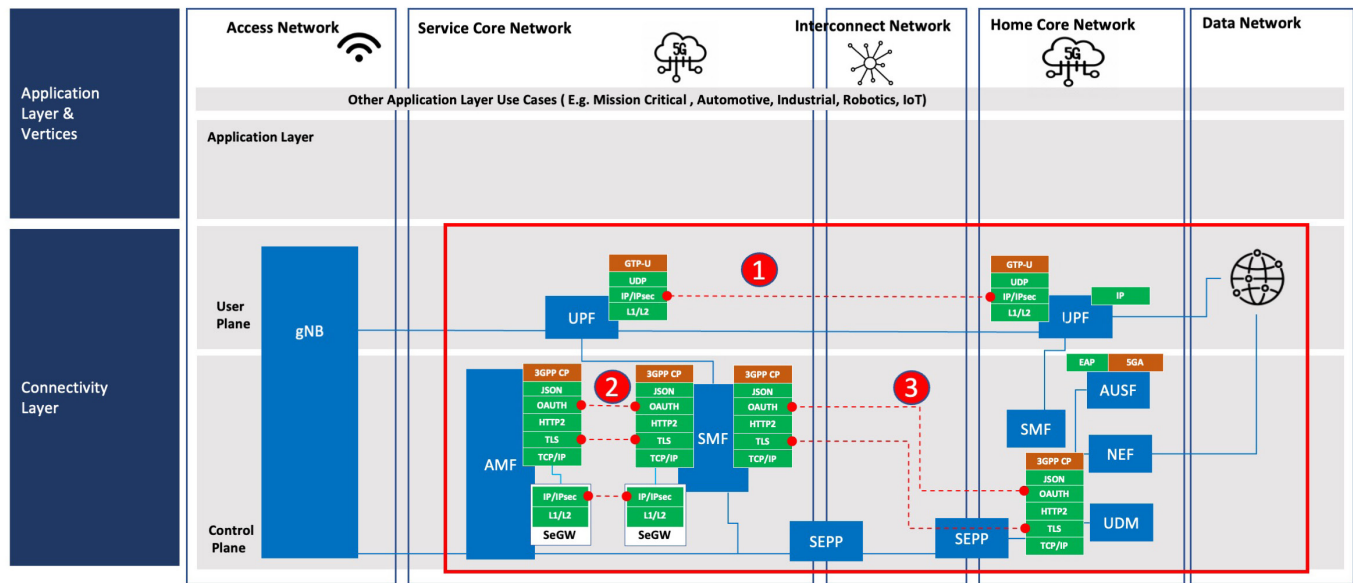 Access Network
Service Core Network
Interconnect Network
Home Core Network
Data Network
5G
5G
Application
Layer &
Vertices
Other Application Layer Use Cases ( E.g. Mission Critical , Automotive, Industrial, Robotics, IoT)
Application Layer
Connectivity
Layer
User
Plane
Control
Plane
gNB
GTP-U
UDP
IP/IPsec
L1/L2
UPF
1
GTP-U
UDP
IP/IPsec
L1/L2
UPF
IP
AMF
3GPP CP
JSON
OAUTH
HTTP2
TLS
TCP/IP
2
3GPP CP
JSON
OAUTH
HTTP2
TLS
TCP/IP
SMF
3GPP CP
JSON
OAUTH
HTTP2
TLS
TCP/IP
3
IP/IPsec
L1/L2
SeGW
IP/IPsec
L1/L2
SeGW
SEPP
SEPP
EAP
5GA
AUSF
SMF
NEF
3GPP CP
JSON
OAUTH
HTTP2
TLS
TCP/IP
UDM